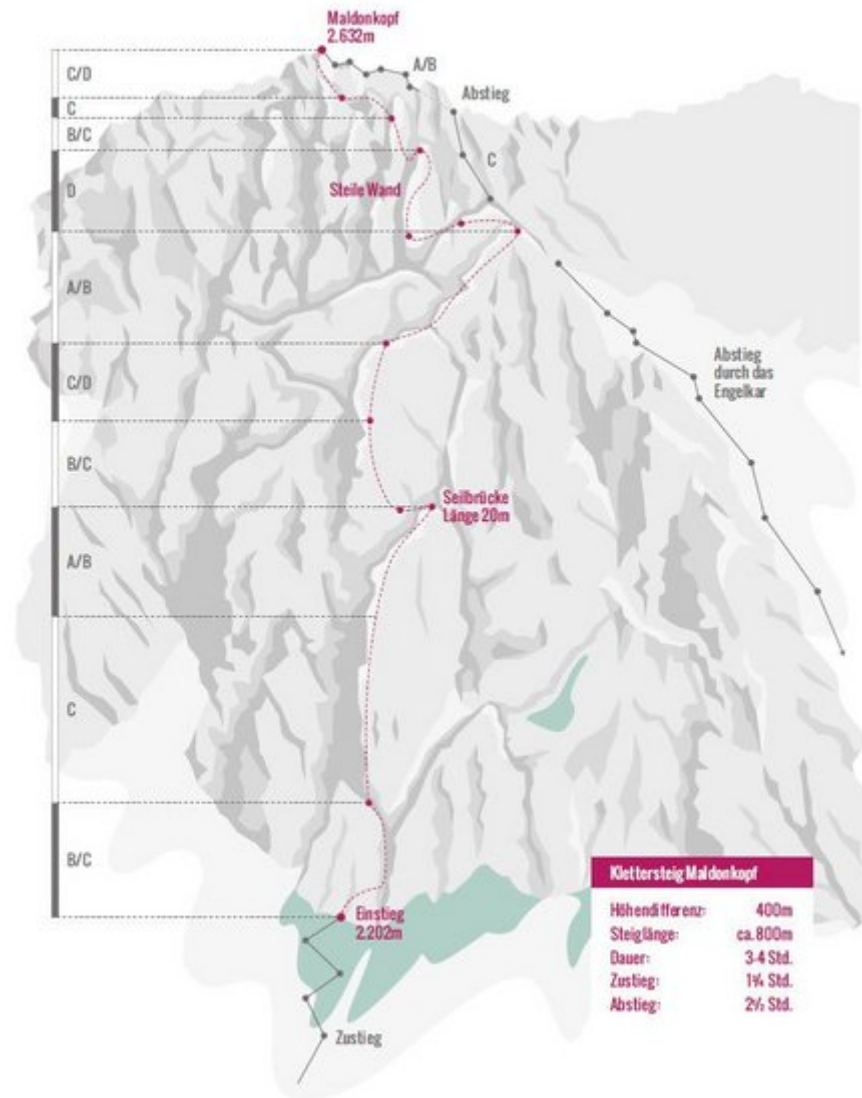 Maldonkopf
2.632m
A/B
C/D
Abstieg
C
B/C
C
D
Steile Wand
A/B
C/D
Abstieg
durch das
Engelkar
B/C
Seilbrücke
Länge 20m
A/B
C
B/C
Klettersteig Maldonkopf
Höhendifferenz: 400m
Steiglänge: ca. 800m
Dauer: 3-4 Std.
Zustieg: 1¼ Std.
Abstieg: 2½ Std.
Einstieg
2.202m
Zustieg